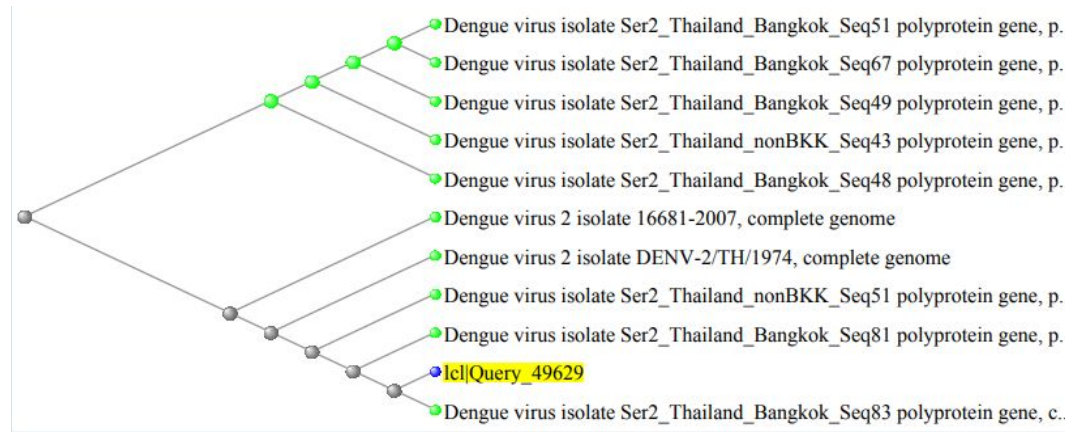 Dengue virus isolate Ser2_Thailand_Bangkok_Seq51 polyprotein gene, p.
Dengue virus isolate Ser2_Thailand_Bangkok_Seq67 polyprotein gene, p.
Dengue virus isolate Ser2_Thailand_Bangkok_Seq49 polyprotein gene, p.
Dengue virus isolate Ser2_Thailand_nonBKK_Seq43 polyprotein gene, p.
Dengue virus isolate Ser2_Thailand_Bangkok_Seq48 polyprotein gene, p.
Dengue virus 2 isolate 16681-2007, complete genome
Dengue virus 2 isolate DENV-2/TH/1974, complete genome
Dengue virus isolate Ser2_Thailand_nonBKK_Seq51 polyprotein gene, p.
Dengue virus isolate Ser2_Thailand_Bangkok_Seq81 polyprotein gene, p.
lcl|Query_49629
Dengue virus isolate Ser2_Thailand_Bangkok_Seq83 polyprotein gene, c..